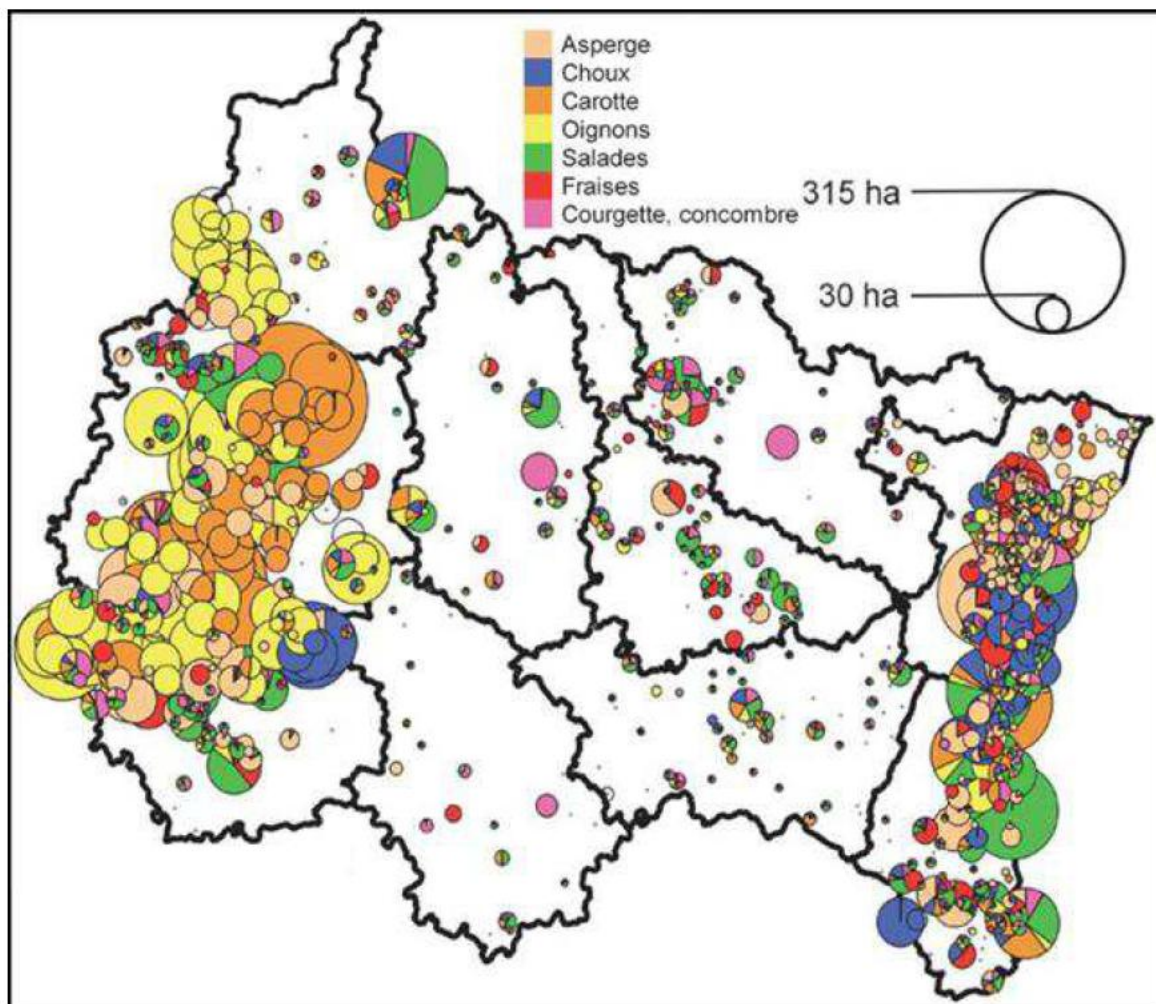 Asperge
Choux
Carotte
Oignons
Salades
Fraises
Courgette, concombre
315 ha
30 ha